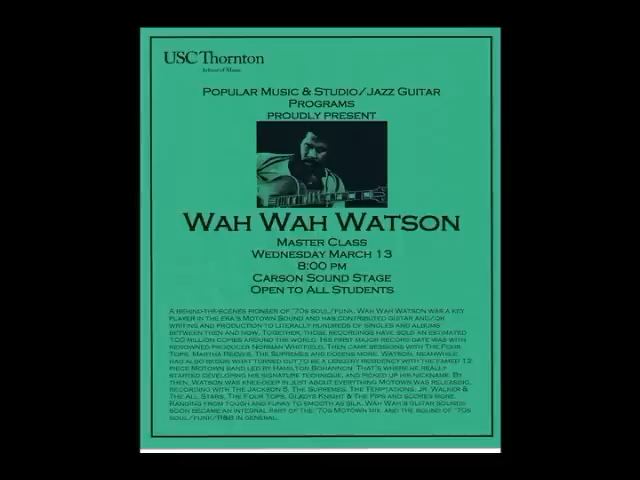 USC Thornton
School of Music
POPULAR MUSIC & STUDIO/JAZZ GUITAR
PROGRAMS
PROUDLY PRESENT
WAH WAH WATSON
MASTER CLASS
WEDNESDAY MARCH 13
8:00 PM
CARSON SOUND STAGE
OPEN TO ALL STUDENTS
A BEHIND-THE-SCENES PIONEER OF '70S SOUL/FUNK, WAH WAH WATSON WAS A KEY
PLAYER IN THE ERA'S MOTOWN SOUND AND HAS CONTRIBUTED GUITAR AND/OR
WRITING AND PRODUCTION TO LITERALLY HUNDREDS OF SINGLES AND ALBUMS
BETWEEN THEN AND NOW. TOGETHER, THOSE RECORDINGS HAVE SOLD AN ESTIMATED
100 MILLION COPIES AROUND THE WORLD. HIS FIRST MAJOR RECORD DATE WAS WITH
RENOWNED PRODUCER NORMAN WHITFIELD. THEN CAME SESSIONS WITH THE FOUR
TOPS, MARTHA REEVES, THE SUPREMES AND DOZENS MORE. WATSON, MEANWHILE,
HAD ALSO BEGUN WHAT TURNED OUT TO BE A LENGTHY RESIDENCY WITH THE FAMED 13
PIECE MOTOWN BAND LED BY HAMILTON BOHANNON. THAT'S WHERE HE REALLY
STARTED DEVELOPING HIS SIGNATURE TECHNIQUE, AND PICKED UP HIS NICKNAME. BY
THEN, WATSON WAS KNEE-DEEP IN JUST ABOUT EVERYTHING MOTOWN WAS RELEASING,
RECORDING WITH THE JACKSON 5, THE SUPREMES, THE TEMPTATIONS, JR. WALKER &
THE ALL STARS, THE FOUR TOPS, GLADYS KNIGHT & THE PIPS AND SCORES MORE.
RANGING FROM TOUGH AND FUNKY TO SMOOTH AS SILK, WAH WAH'S GUITAR SOUNDS
SOON BECAME AN INTEGRAL PART OF THE '70S MOTOWN MIX, AND THE SOUND OF '70S
SOUL/FUNK/R&B IN GENERAL.